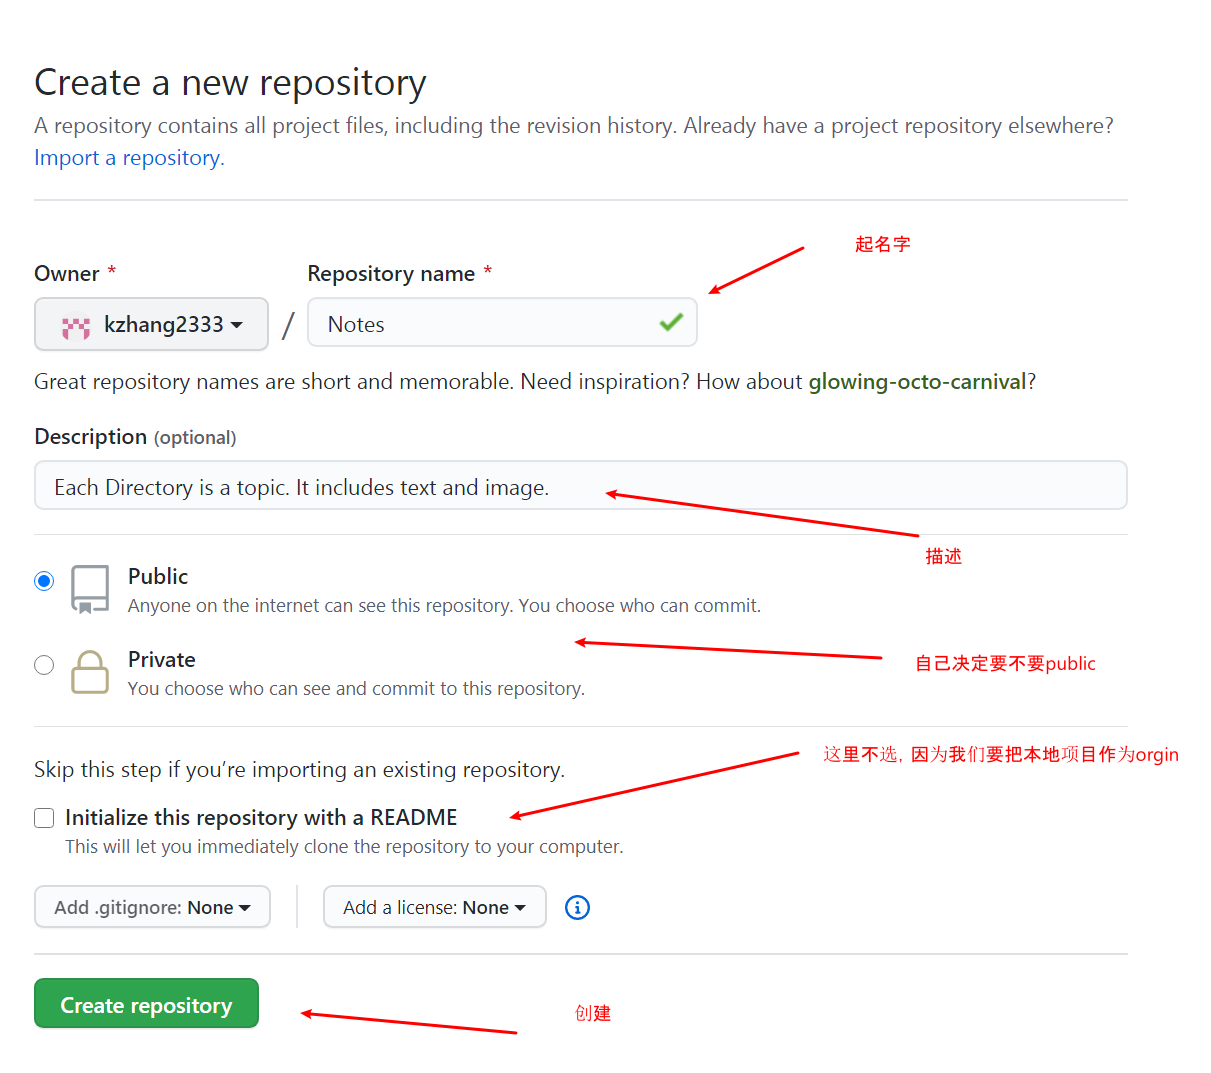 Create a new repository
A repository contains all project files, including the revision history. Already have a project repository elsewhere?
Import a repository.
起名字
Owner *
Repository name *
kzhang2333
/
Notes
Great repository names are short and memorable. Need inspiration? How about glowing-octo-carnival?
Description (optional)
Each Directory is a topic. It includes text and image.
描述
Public
Anyone on the internet can see this repository. You choose who can commit.
Private
You choose who can see and commit to this repository.
自己决定要不要public
这里不选, 因为我们要把本地项目作为orgin
Skip this step if you’re importing an existing repository.
Initialize this repository with a README
This will let you immediately clone the repository to your computer.
Add .gitignore: None
Add a license: None
Create repository
创建